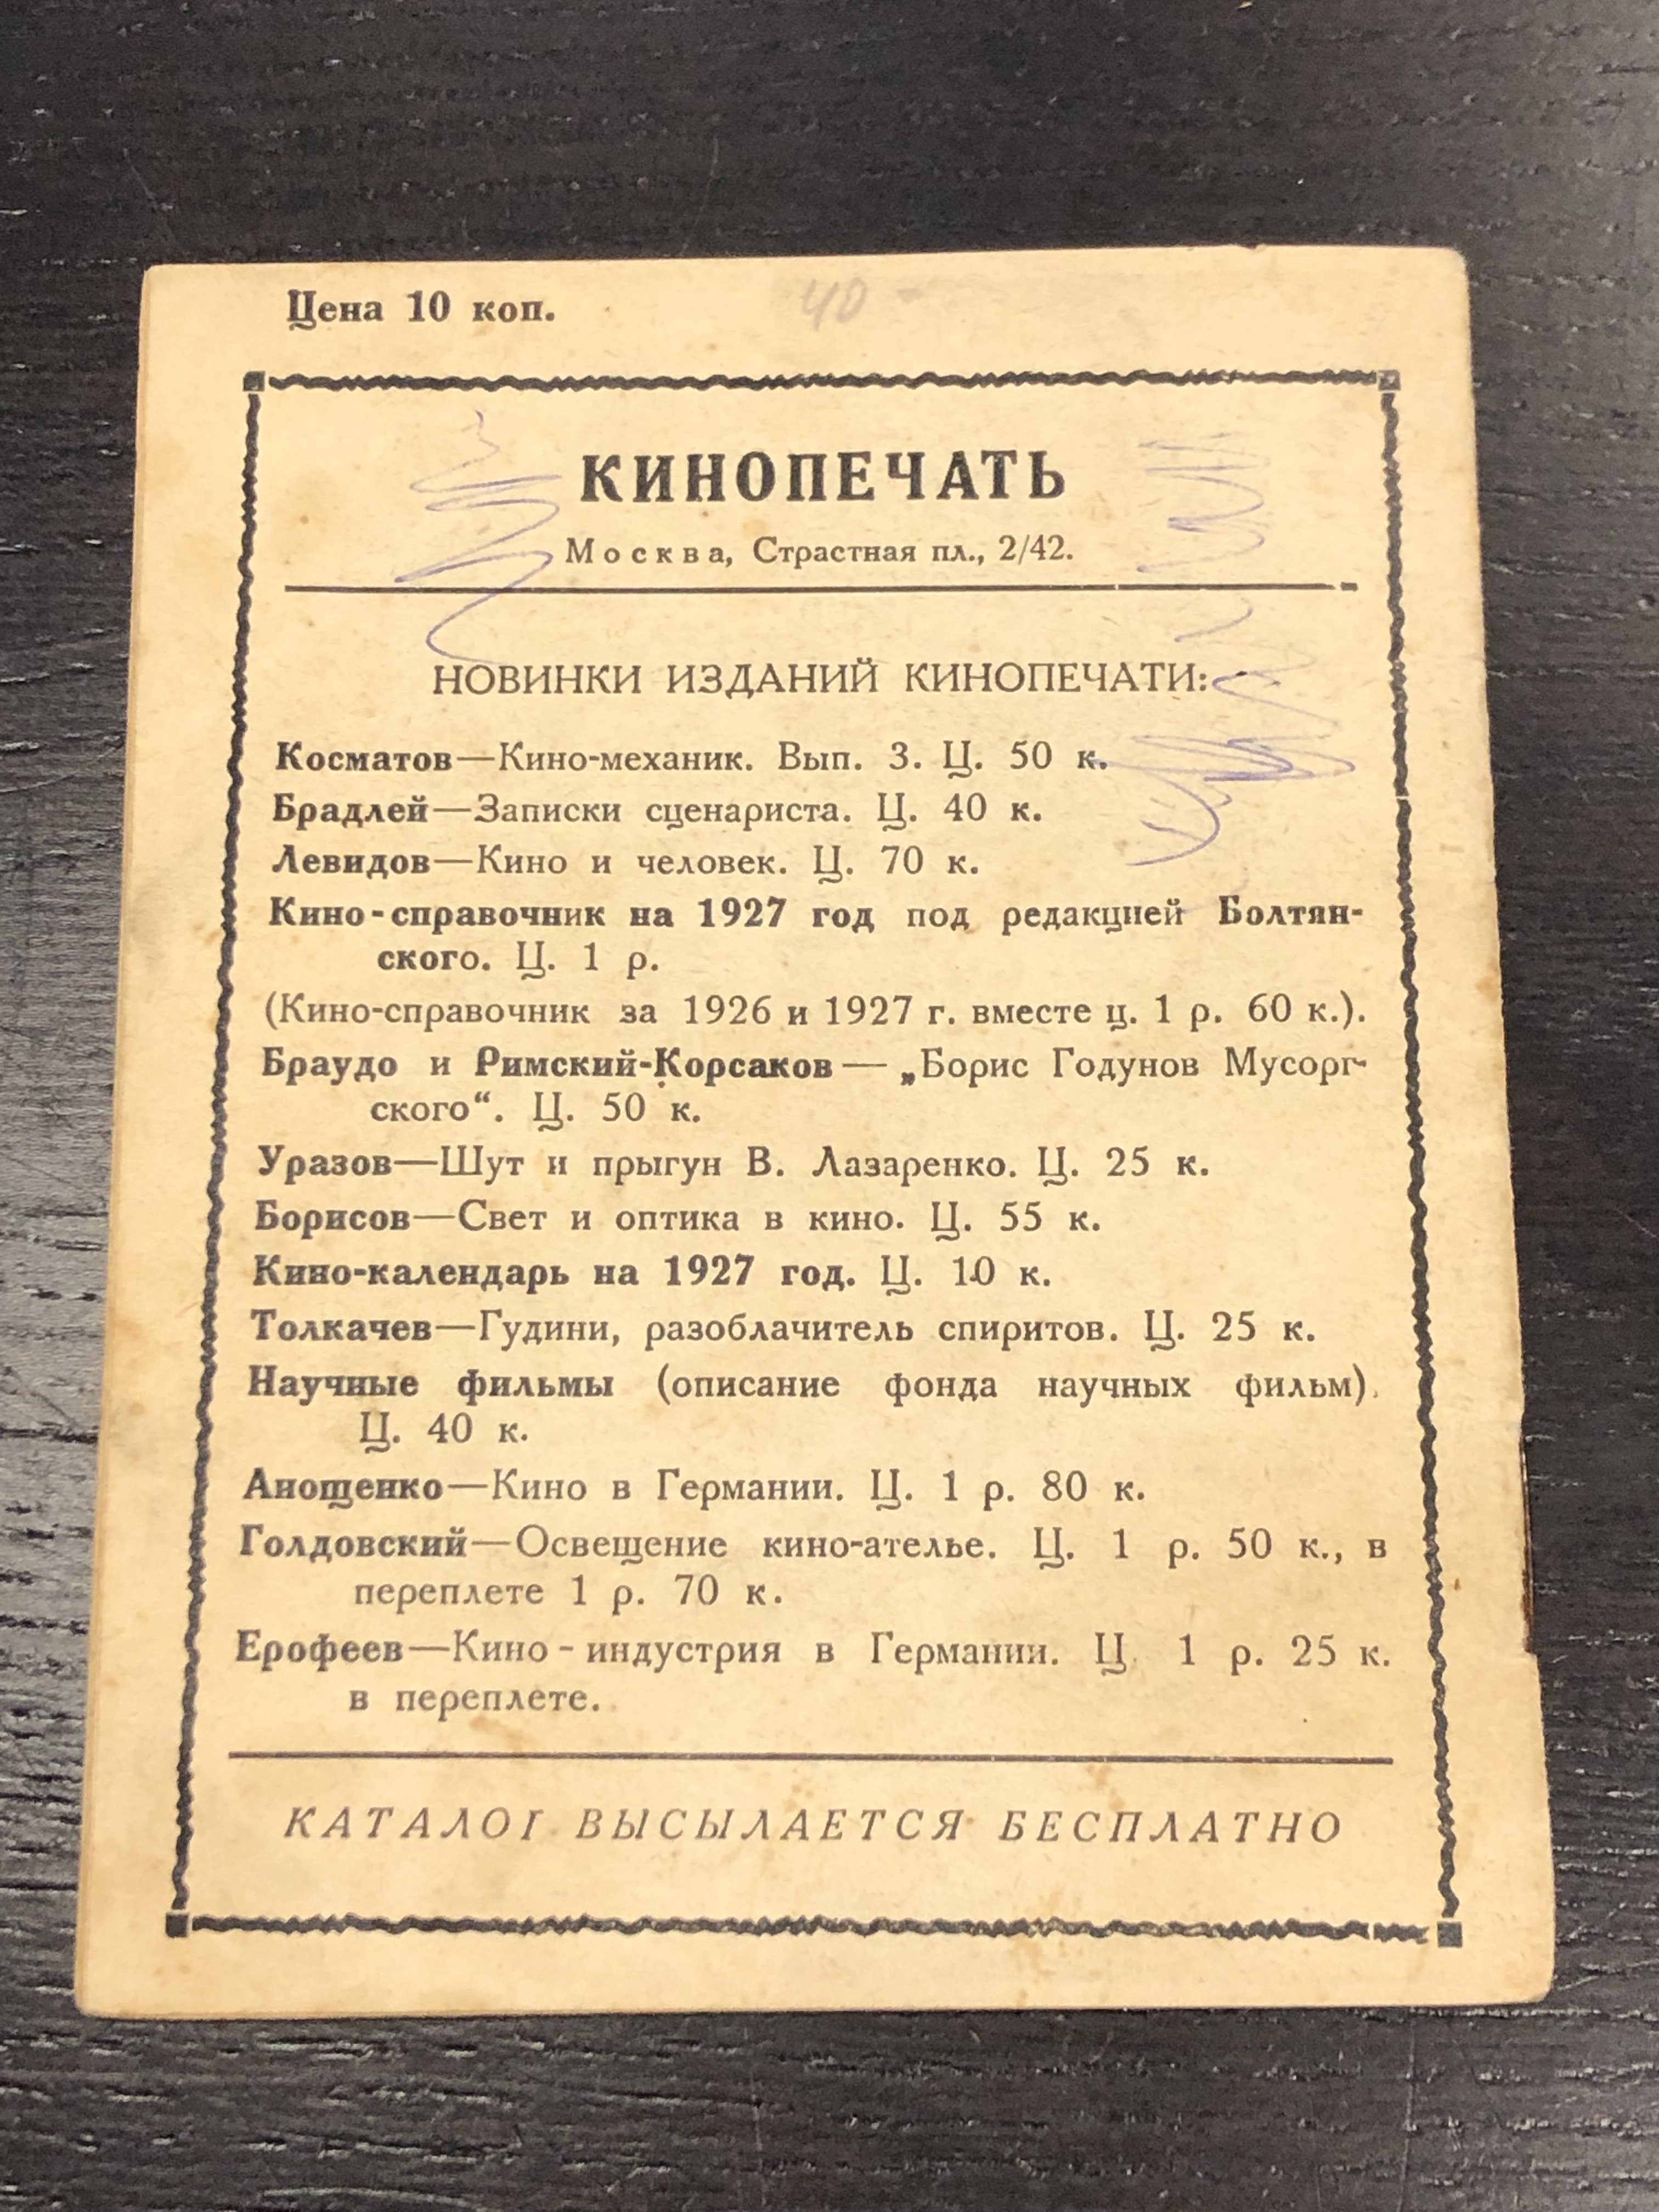 Цена 10 коп.
40 -
КИНОПЕЧАТЬ
Москва, Страстная пл., 2/42.
НОВИНКИ ИЗДАНИЙ КИНОПЕЧАТИ:
Косматов—Кино-механик. Вып. 3. Ц. 50 к.
Брадлей—Записки сценариста. Ц. 40 к.
Левидов—Кино и человек. Ц. 70 к.
Кино-справочник на 1927 год под редакцией Болтян-
ского. Ц. 1 р.
(Кино-справочник за 1926 и 1927 г. вместе ц. 1 р. 60 к.).
Браудо и Римский-Корсаков — „Борис Годунов Мусорг-
ского“. Ц. 50 к.
Уразов—Шут и прыгун В. Лазаренко. Ц. 25 к.
Борисов—Свет и оптика в кино. Ц. 55 к.
Кино-календарь на 1927 год. Ц. 10 к.
Толкачев—Гудини, разоблачитель спиритов. Ц. 25 к.
Научные фильмы (описание фонда научных фильм).
Ц. 40 к.
Анощенко—Кино в Германии. Ц. 1 р. 80 к.
Голдовский—Освещение кино-ателье. Ц. 1 р. 50 к., в
переплете 1 р. 70 к.
Ерофеев—Кино-индустрия в Германии. Ц 1 р. 25 к.
в переплете.
КАТАЛОГ ВЫСЫЛАЕТСЯ БЕСПЛАТНО